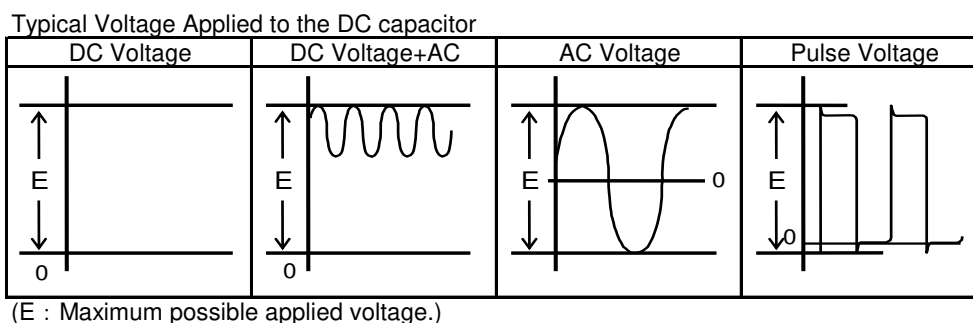 Typical Voltage Applied to the DC capacitor
DC Voltage DC Voltage+AC AC Voltage Pulse Voltage
E E E 0 E
0
0 0
(E : Maximum possible applied voltage.)